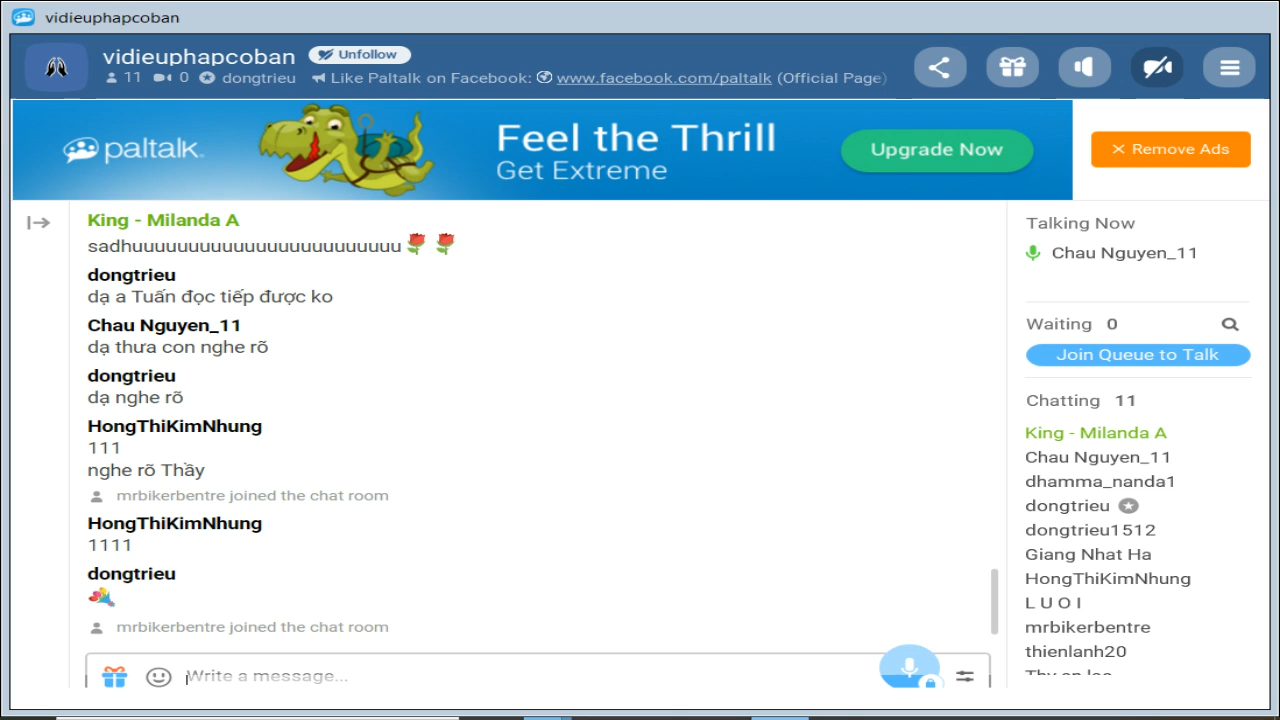 vidieuphapcoban
vidieuphapcoban Unfollow
11 0 dongtrieu Like Paltalk on Facebook: www.facebook.com/paltalk (Official Page)
paltalk.
Feel the Thrill
Get Extreme
Upgrade Now
Remove Ads
King - Milanda A
sadhuuuuuuuuuuuuuuuuuuuuuuuu
dongtrieu
dạ a Tuấn đọc tiếp được ko
Chau Nguyen_11
dạ thưa con nghe rõ
dongtrieu
dạ nghe rõ
HongThiKimNhung
111
nghe rõ Thầy
mrbikerbentre joined the chat room
HongThiKimNhung
1111
dongtrieu
mrbikerbentre joined the chat room
Write a message...
Talking Now
Chau Nguyen_11
Waiting 0
Join Queue to Talk
Chatting 11
King - Milanda A
Chau Nguyen_11
dhamma_nanda1
dongtrieu
dongtrieu1512
Giang Nhat Ha
HongThiKimNhung
L U O I
mrbikerbentre
thienlanh20